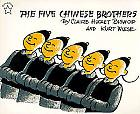 THE FIVE CHINESE BROTHERS
BY CLAIRE HUCHET BISHOP
AND KURT WIESE